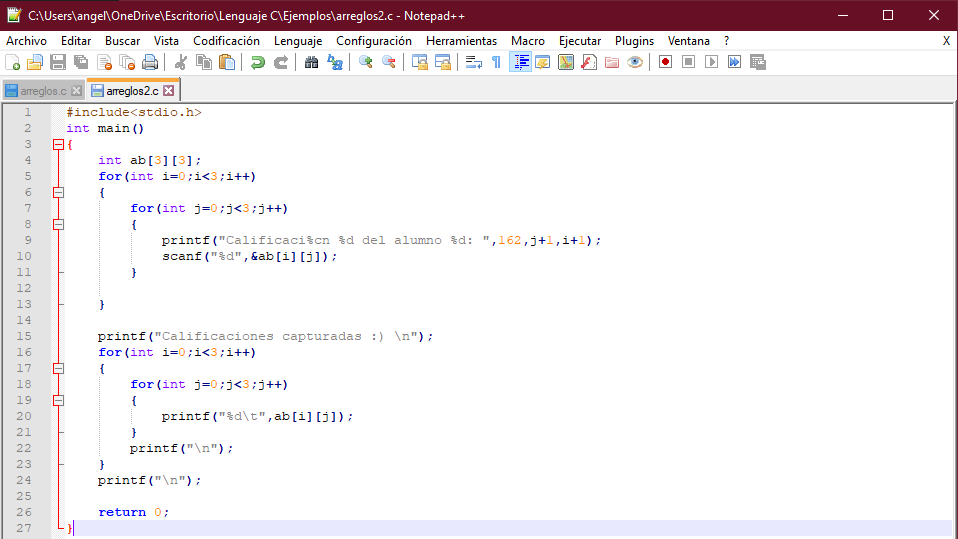 C:\Users\angel\OneDrive\Escritorio\Lenguaje C\Ejemplos\arreglos2.c - Notepad++
Archivo Editar Buscar Vista Codificación Lenguaje Configuración Herramientas Macro Ejecutar Plugins Ventana ? X
arreglos.c arreglos2.c
1 #include<stdio.h>
2 int main()
3 {
4 int ab[3][3];
5 for(int i=0;i<3;i++)
6 {
7 for(int j=0;j<3;j++)
8 {
9 printf("Calificaci%cn %d del alumno %d: ",162,j+1,i+1);
10 scanf("%d",&ab[i][j]);
11 }
12
13 }
14
15 printf("Calificaciones capturadas :) \n");
16 for(int i=0;i<3;i++)
17 {
18 for(int j=0;j<3;j++)
19 {
20 printf("%d\t",ab[i][j]);
21 }
22 printf("\n");
23 }
24 printf("\n");
25
26 return 0;
27 }